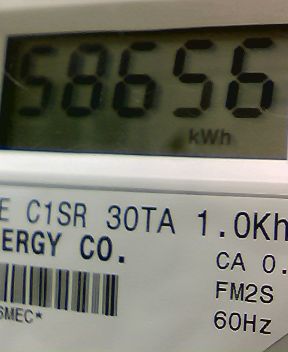 58656
kWh
E C1SR 30TA 1.0Kh
ERGY CO.
CA 0.
FM2S
SMEC*
60Hz